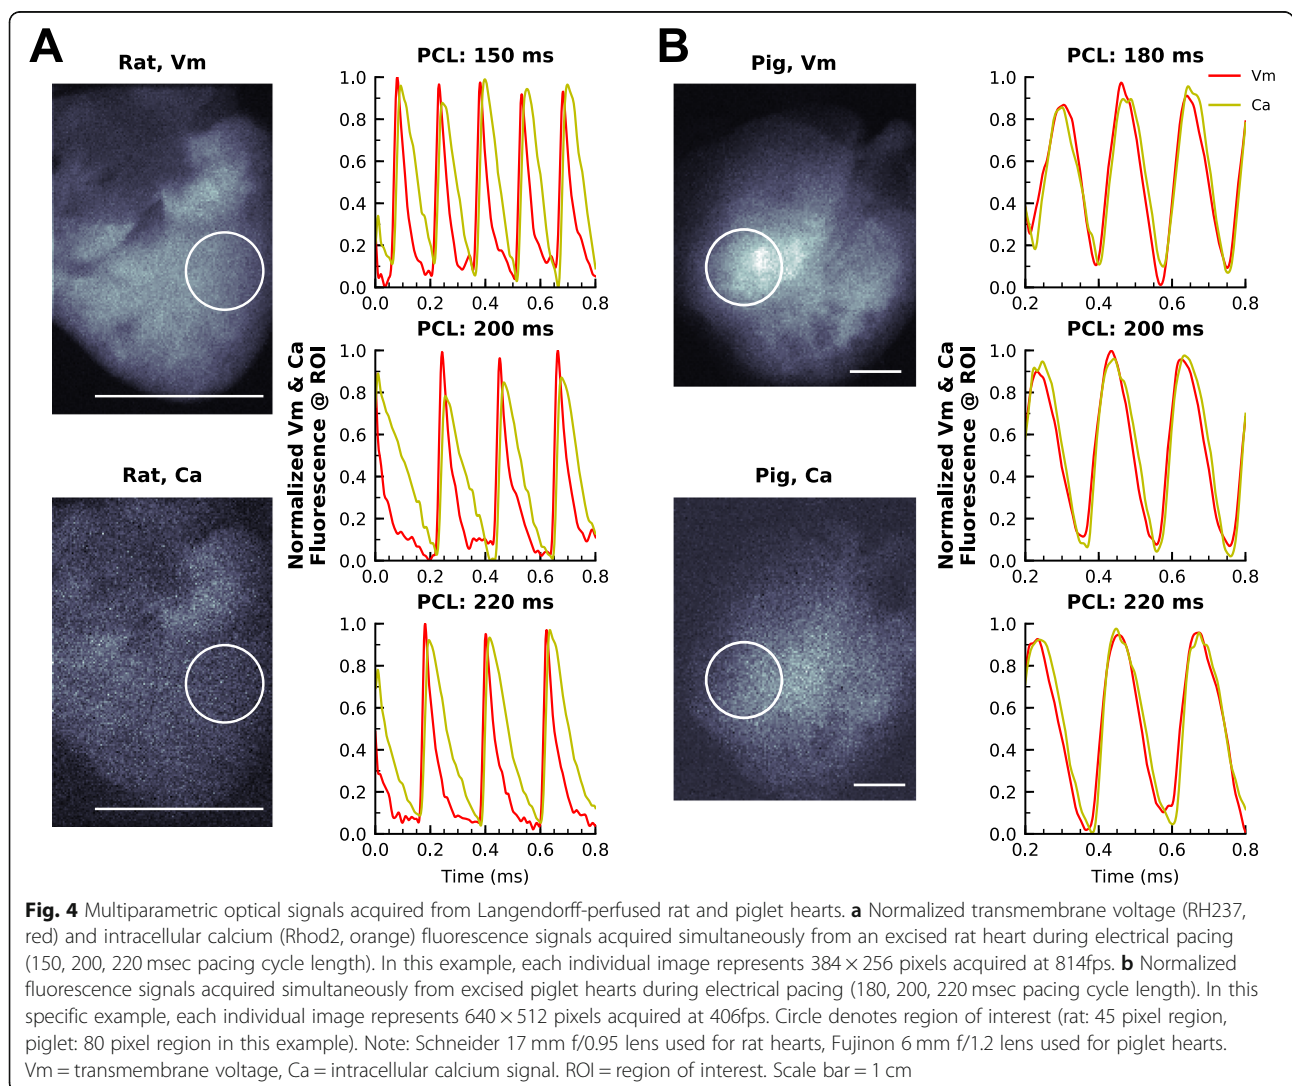 A
Rat, Vm
PCL: 150 ms
1.0
0.8
0.6
0.4
0.2
0.0
0.0 0.2 0.4 0.6 0.8
PCL: 200 ms
1.0
0.8
0.6
0.4
0.2
0.0
0.0 0.2 0.4 0.6 0.8
Normalized Vm & Ca
Fluorescence @ ROI
Rat, Ca
PCL: 220 ms
1.0
0.8
0.6
0.4
0.2
0.0
0.0 0.2 0.4 0.6 0.8
Time (ms)
B
Pig, Vm
PCL: 180 ms
Vm
Ca
1.0
0.8
0.6
0.4
0.2
0.0
0.2 0.4 0.6 0.8
PCL: 200 ms
1.0
0.8
0.6
0.4
0.2
0.0
0.2 0.4 0.6 0.8
Normalized Vm & Ca
Fluorescence @ ROI
Pig, Ca
PCL: 220 ms
1.0
0.8
0.6
0.4
0.2
0.0
0.2 0.4 0.6 0.8
Time (ms)
Fig. 4 Multiparametric optical signals acquired from Langendorff-perfused rat and piglet hearts. a Normalized transmembrane voltage (RH237,
red) and intracellular calcium (Rhod2, orange) fluorescence signals acquired simultaneously from an excised rat heart during electrical pacing
(150, 200, 220 msec pacing cycle length). In this example, each individual image represents 384 × 256 pixels acquired at 814fps. b Normalized
fluorescence signals acquired simultaneously from excised piglet hearts during electrical pacing (180, 200, 220 msec pacing cycle length). In this
specific example, each individual image represents 640 × 512 pixels acquired at 406fps. Circle denotes region of interest (rat: 45 pixel region,
piglet: 80 pixel region in this example). Note: Schneider 17 mm f/0.95 lens used for rat hearts, Fujinon 6 mm f/1.2 lens used for piglet hearts.
Vm = transmembrane voltage, Ca = intracellular calcium signal. ROI = region of interest. Scale bar = 1 cm